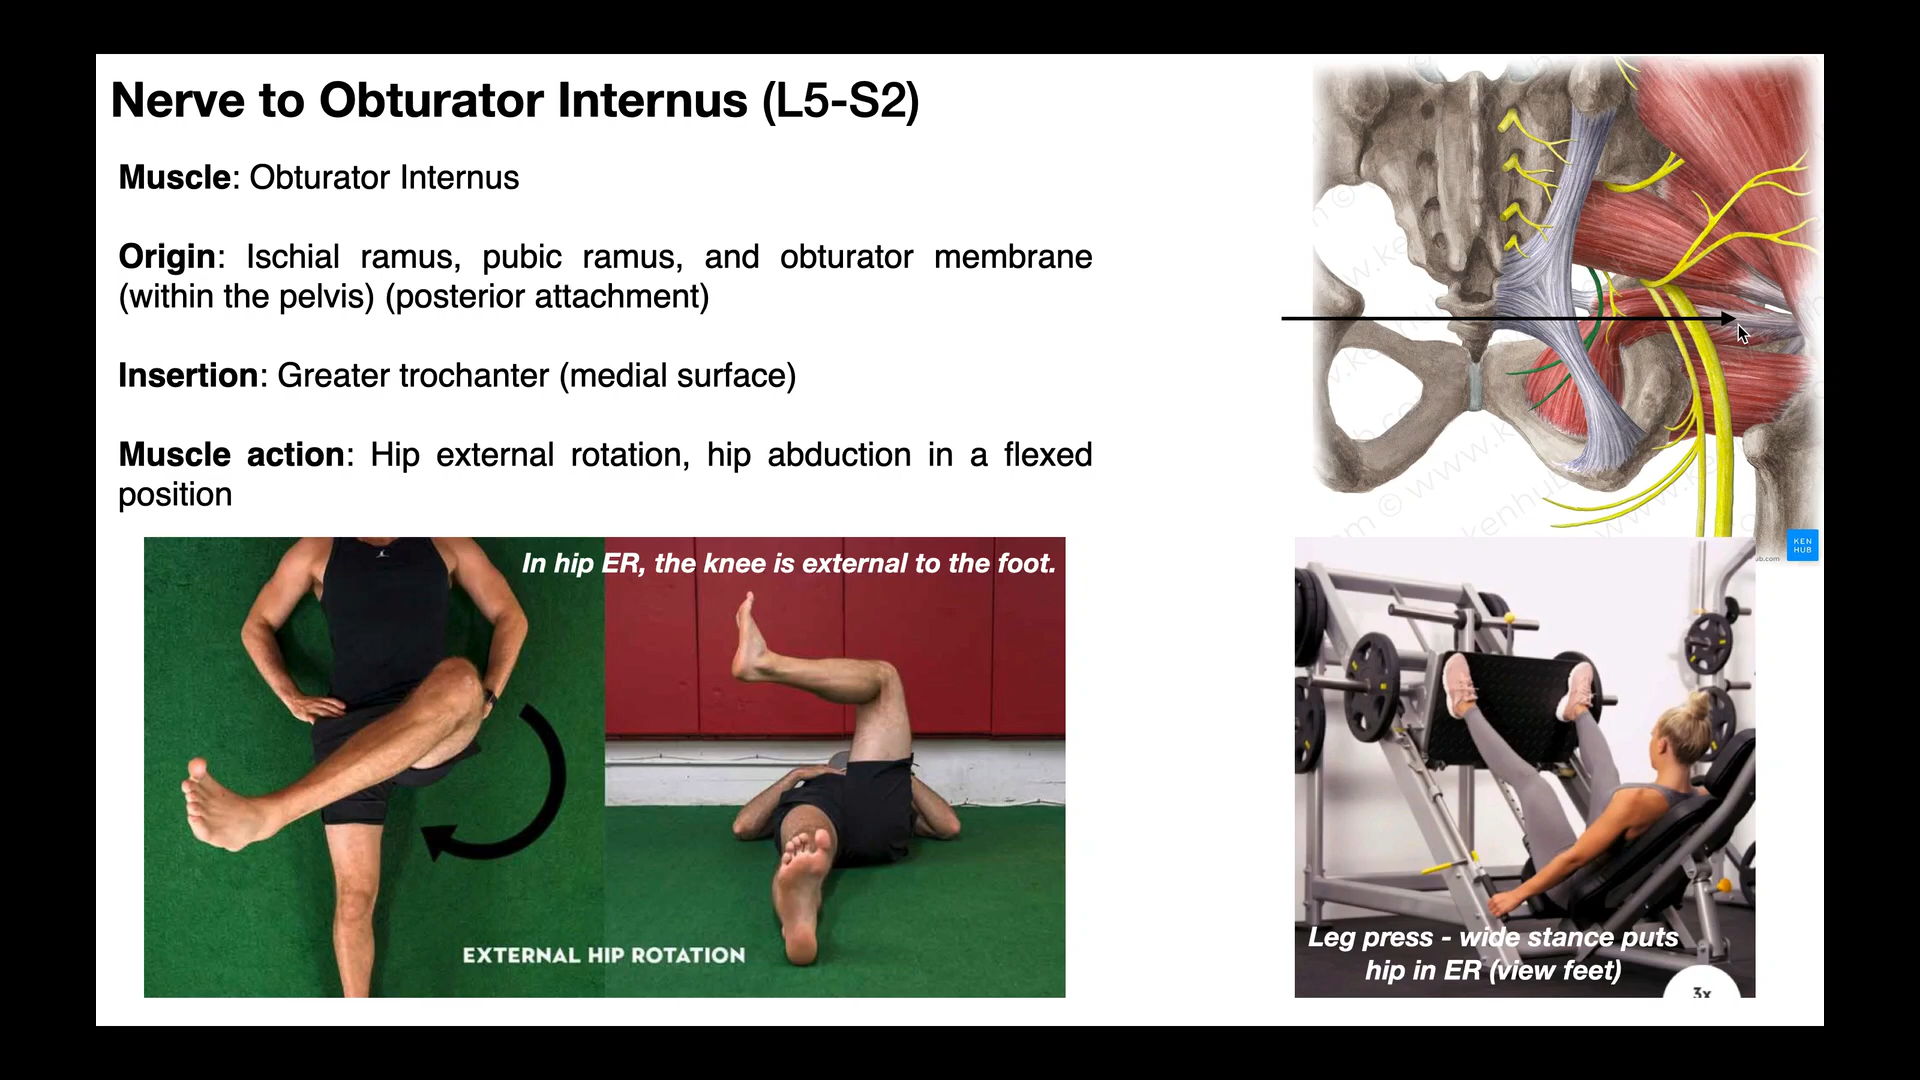 Nerve to Obturator Internus (L5-S2)
Muscle: Obturator Internus
Origin: Ischial ramus, pubic ramus, and obturator membrane
(within the pelvis) (posterior attachment)
Insertion: Greater trochanter (medial surface)
Muscle action: Hip external rotation, hip abduction in a flexed
position
KEN
HUB
In hip ER, the knee is external to the foot.
EXTERNAL HIP ROTATION
Leg press - wide stance puts
hip in ER (view feet)
3x